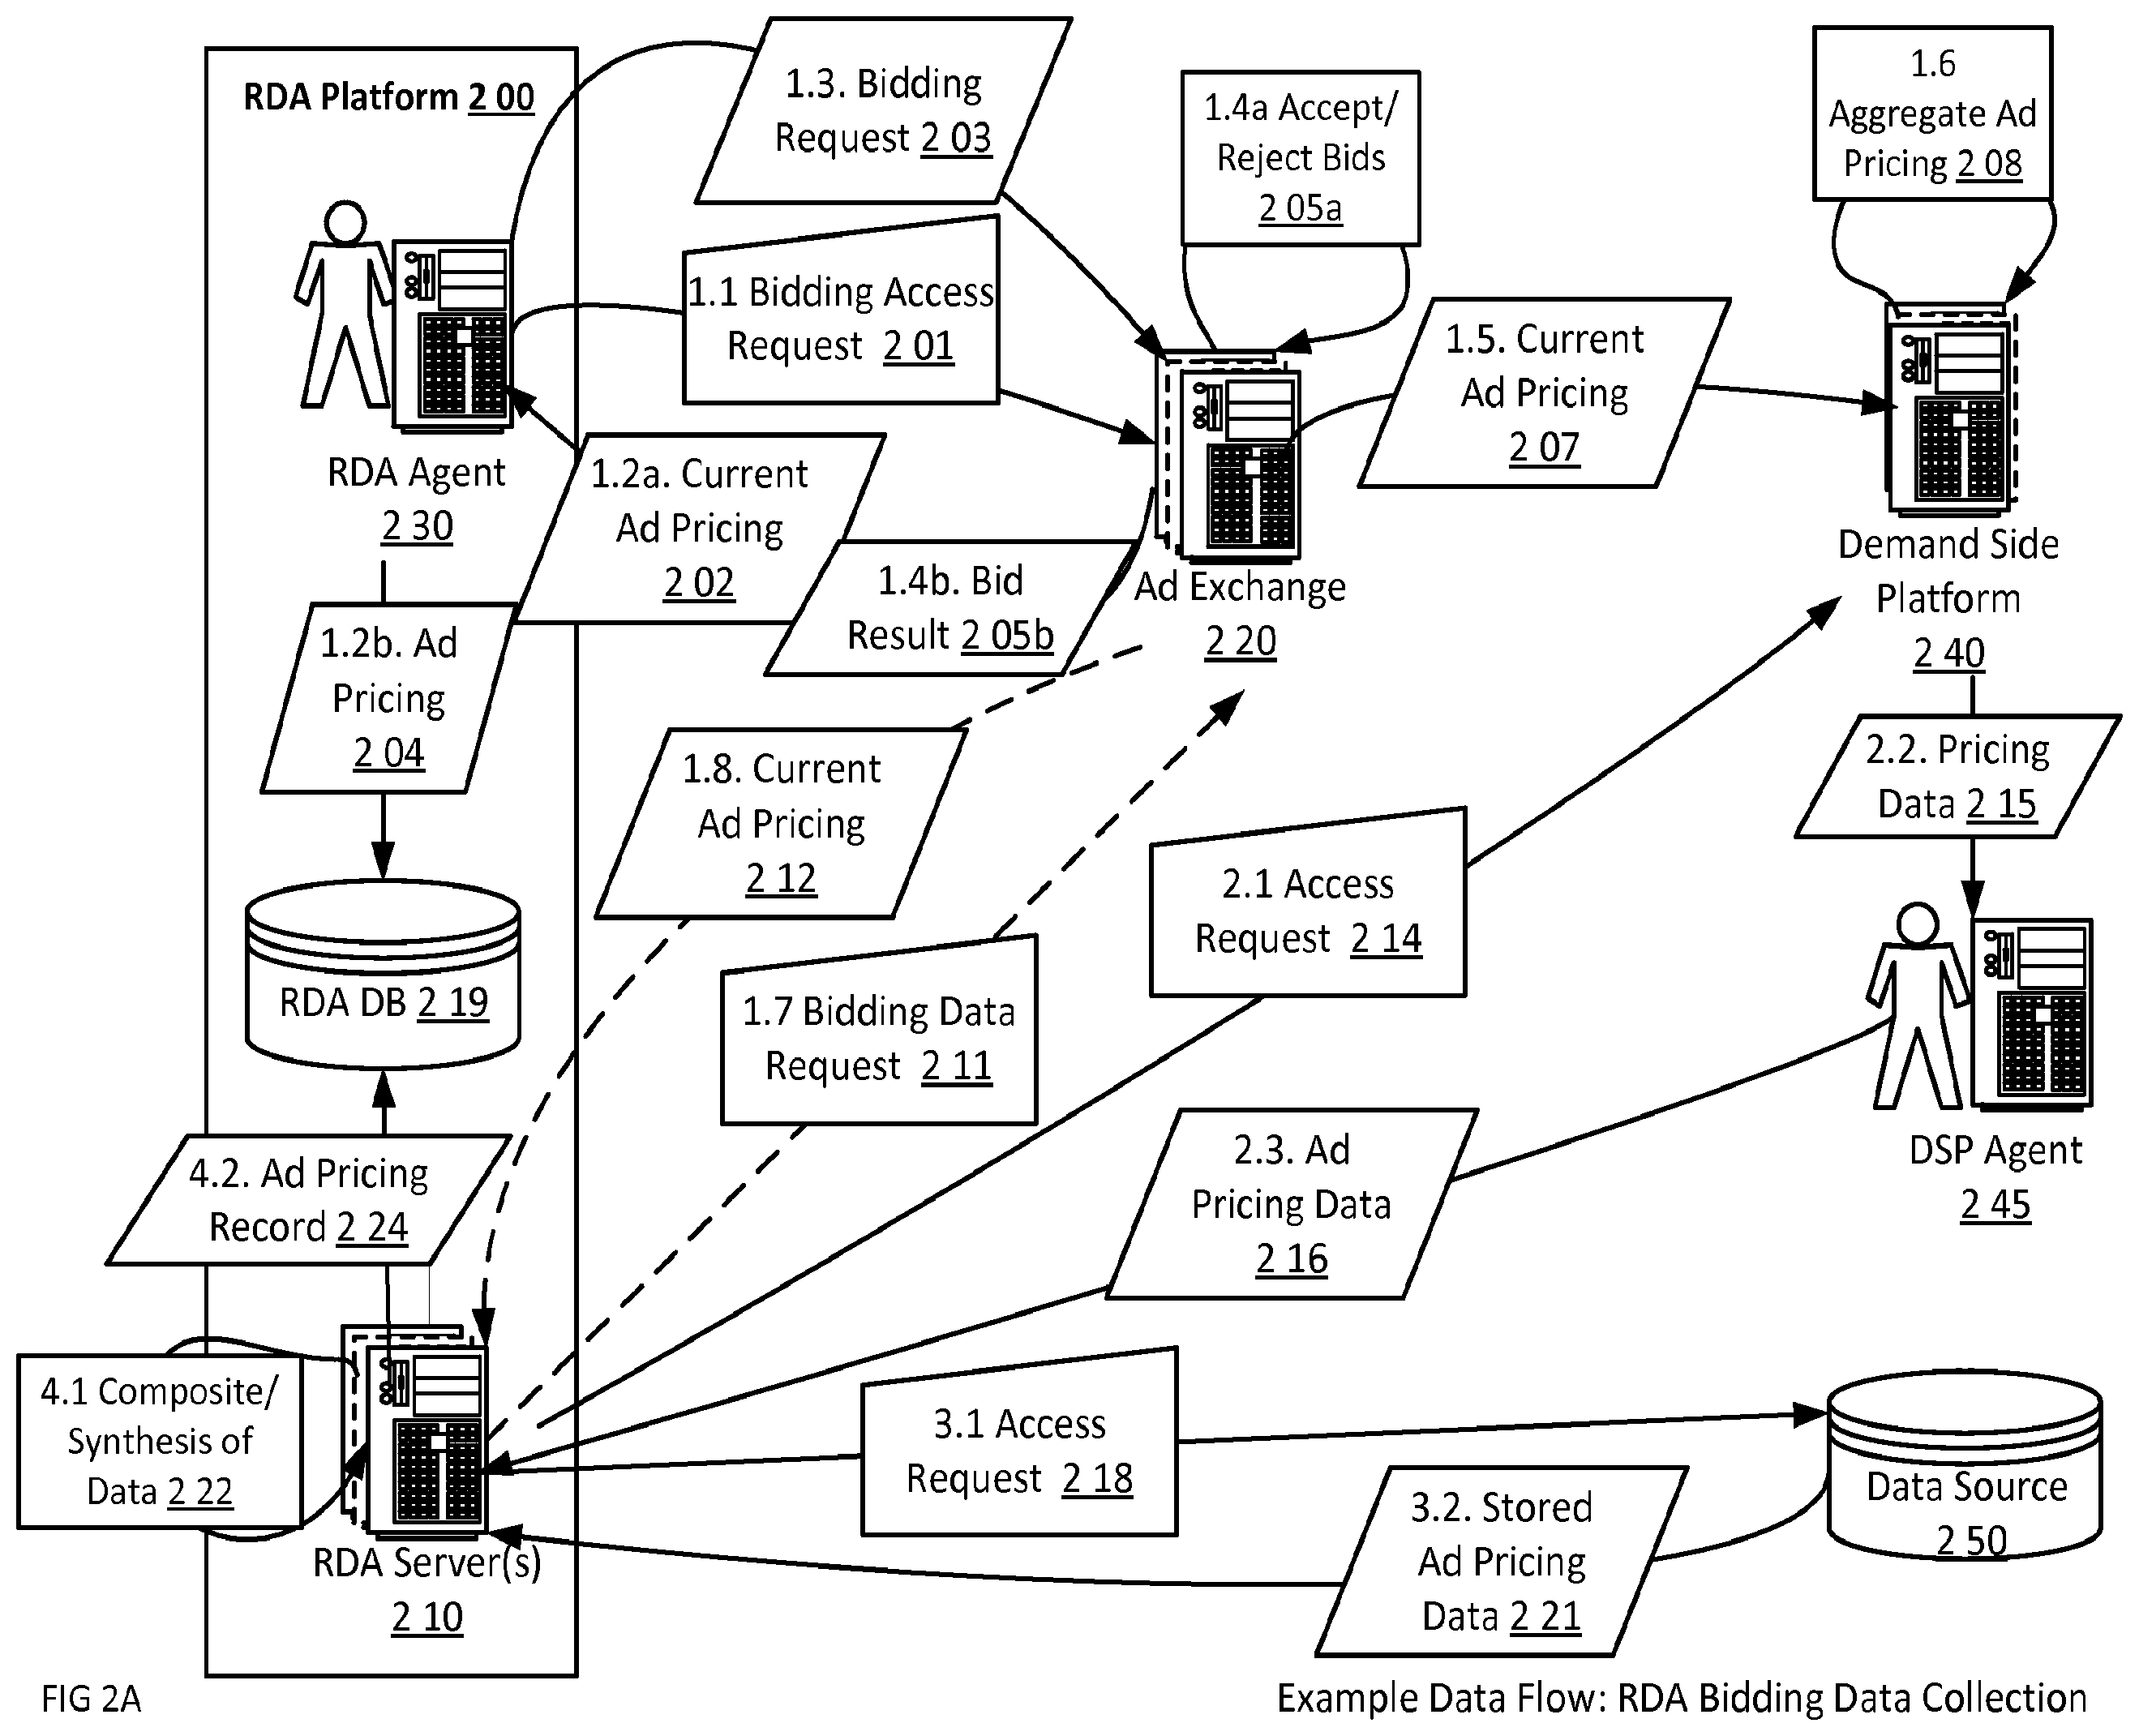 RDA Platform 2 00
1.3. Bidding
Request 2 03
1.4a Accept/
Reject Bids
2 05a
1.6
Aggregate Ad
Pricing 2 08
1.1 Bidding Access
Request 2 01
1.5. Current
Ad Pricing
2 07
RDA Agent
2 30
1.2a. Current
Ad Pricing
2 02
1.4b. Bid
Result 2 05b
Ad Exchange
2 20
Demand Side
Platform
2 40
1.2b. Ad
Pricing
2 04
1.8. Current
Ad Pricing
2 12
2.2. Pricing
Data 2 15
2.1 Access
Request 2 14
RDA DB 2 19
1.7 Bidding Data
Request 2 11
DSP Agent
2 45
2.3. Ad
Pricing Data
2 16
4.2. Ad Pricing
Record 2 24
4.1 Composite/
Synthesis of
Data 2 22
3.1 Access
Request 2 18
Data Source
2 50
3.2. Stored
Ad Pricing
Data 2 21
RDA Server(s)
2 10
FIG 2A
Example Data Flow: RDA Bidding Data Collection